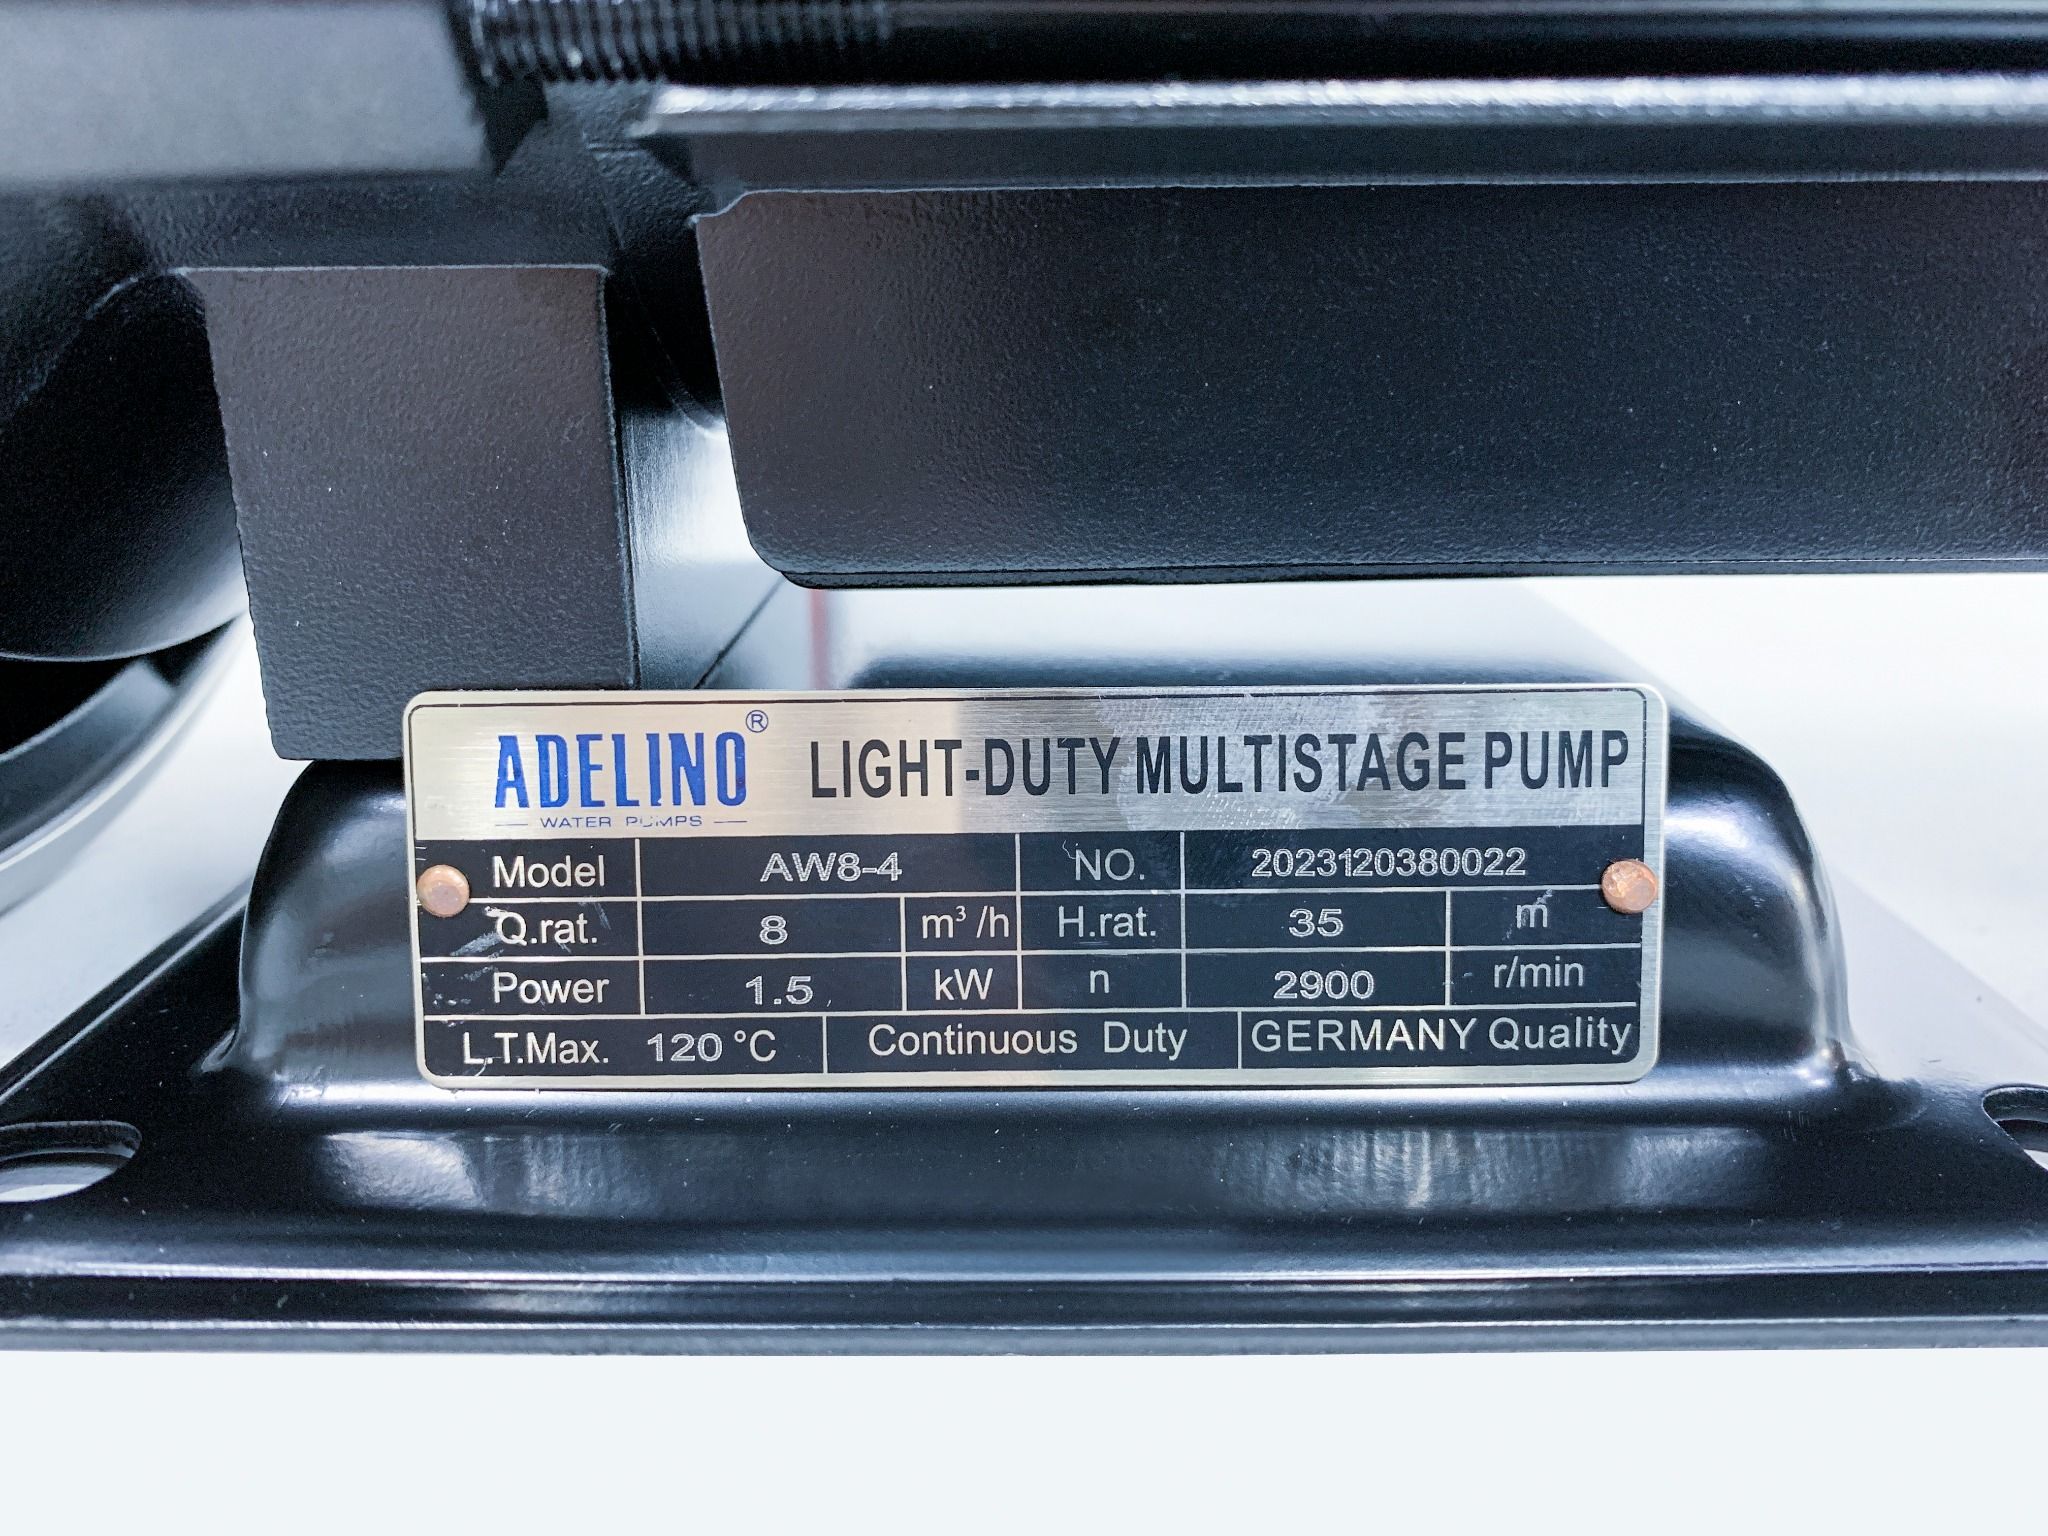 ADELINO® LIGHT-DUTY MULTISTAGE PUMP
WATER PUMPS
Model AW8-4 NO. 2023120380022
Q.rat. 8 m³/h H.rat. 35 m
Power 1.5 kW n 2900 r/min
L.T.Max. 120 °C Continuous Duty GERMANY Quality